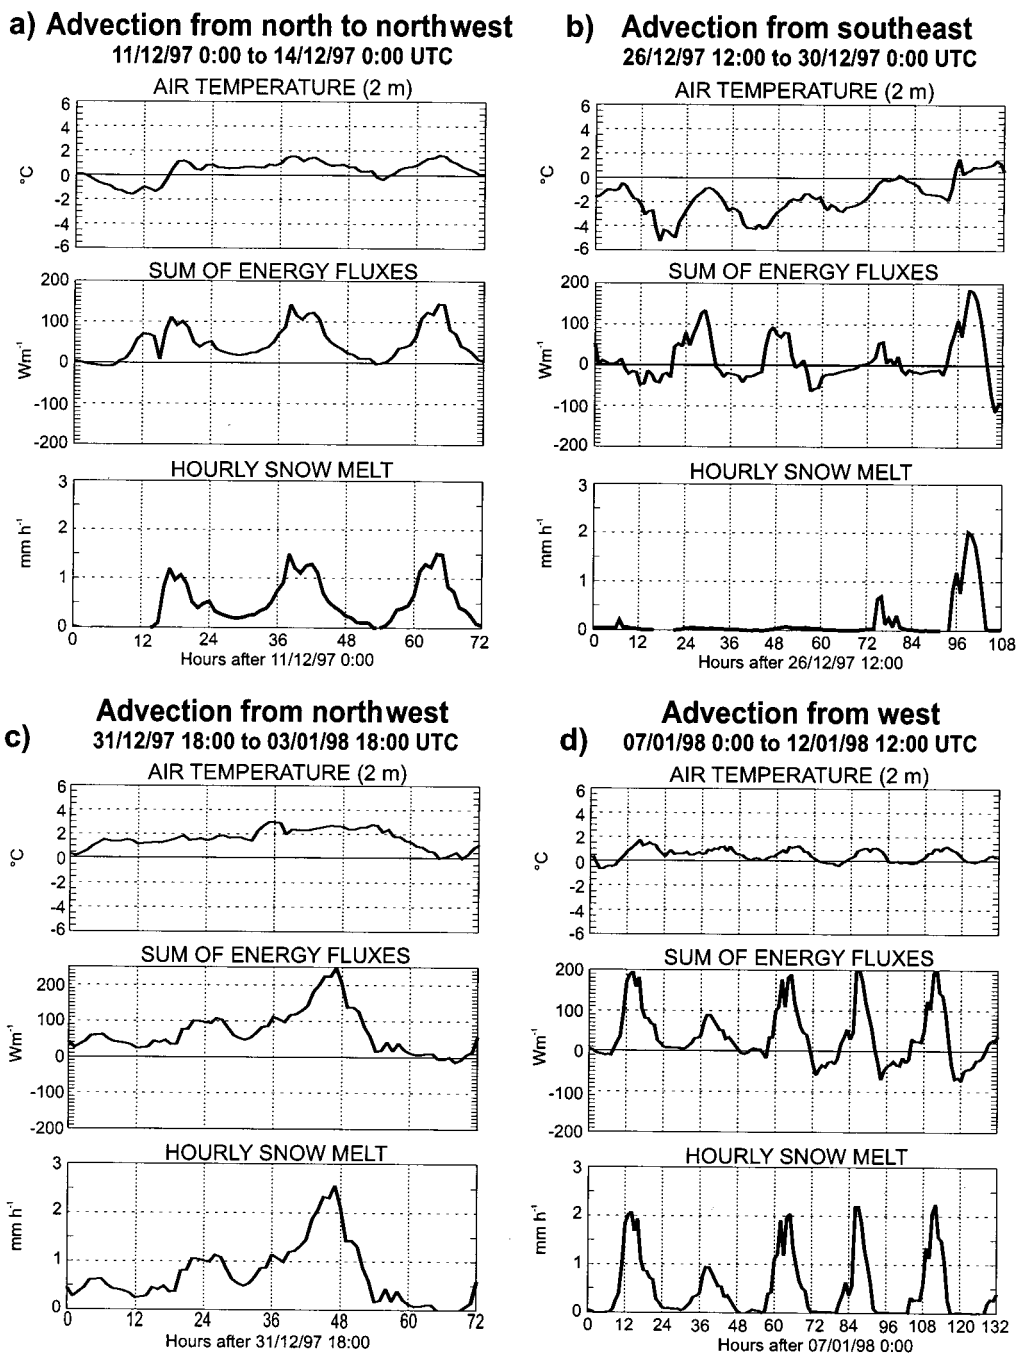 a) Advection from north to northwest
11/12/97 0:00 to 14/12/97 0:00 UTC
AIR TEMPERATURE (2 m)
6
4
2
0
-2
-4
-6
°C
SUM OF ENERGY FLUXES
200
100
0
-100
-200
Wm⁻¹
HOURLY SNOW MELT
3
2
1
0
mm h⁻¹
0 12 24 36 48 60 72
Hours after 11/12/97 0:00
b) Advection from southeast
26/12/97 12:00 to 30/12/97 0:00 UTC
AIR TEMPERATURE (2 m)
6
4
2
0
-2
-4
-6
°C
SUM OF ENERGY FLUXES
200
100
0
-100
-200
Wm⁻¹
HOURLY SNOW MELT
3
2
1
0
mm h⁻¹
0 12 24 36 48 60 72 84 96 108
Hours after 26/12/97 12:00
c) Advection from northwest
31/12/97 18:00 to 03/01/98 18:00 UTC
AIR TEMPERATURE (2 m)
6
4
2
0
-2
-4
-6
°C
SUM OF ENERGY FLUXES
200
100
0
-100
-200
Wm⁻¹
HOURLY SNOW MELT
3
2
1
0
mm h⁻¹
0 12 24 36 48 60 72
Hours after 31/12/97 18:00
d) Advection from west
07/01/98 0:00 to 12/01/98 12:00 UTC
AIR TEMPERATURE (2 m)
6
4
2
0
-2
-4
-6
°C
SUM OF ENERGY FLUXES
200
100
0
-100
-200
Wm⁻¹
HOURLY SNOW MELT
3
2
1
0
mm h⁻¹
0 12 24 36 48 60 72 84 96 108 120 132
Hours after 07/01/98 0:00